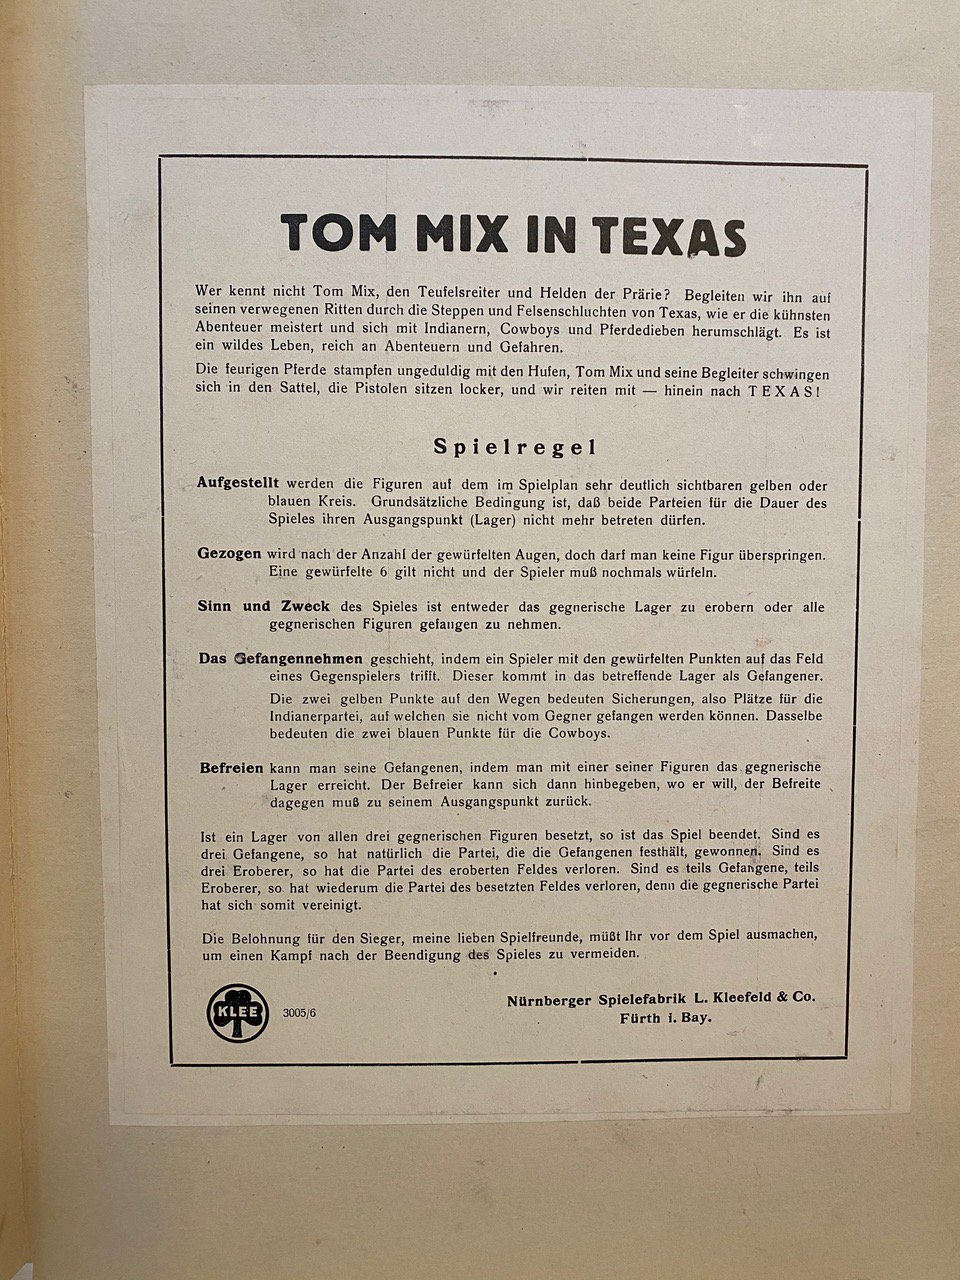 TOM MIX IN TEXAS
Wer kennt nicht Tom Mix, den Teufelsreiter und Helden der Prärie? Begleiten wir ihn auf
seinen verwegenen Ritten durch die Steppen und Felsenschluchten von Texas, wie er die kühnsten
Abenteuer meistert und sich mit Indianern, Cowboys und Pferdedieben herumschlägt. Es ist
ein wildes Leben, reich an Abenteuern und Gefahren.
Die feurigen Pferde stampfen ungeduldig mit den Hufen, Tom Mix und seine Begleiter schwingen
sich in den Sattel, die Pistolen sitzen locker, und wir reiten mit — hinein nach TEXAS!
Spielregel
Aufgestellt werden die Figuren auf dem im Spielplan sehr deutlich sichtbaren gelben oder
blauen Kreis. Grundsätzliche Bedingung ist, daß beide Parteien für die Dauer des
Spieles ihren Ausgangspunkt (Lager) nicht mehr betreten dürfen.
Gezogen wird nach der Anzahl der gewürfelten Augen, doch darf man keine Figur überspringen.
Eine gewürfelte 6 gilt nicht und der Spieler muß nochmals würfeln.
Sinn und Zweck des Spieles ist entweder das gegnerische Lager zu erobern oder alle
gegnerischen Figuren gefangen zu nehmen.
Das Gefangennehmen geschieht, indem ein Spieler mit den gewürfelten Punkten auf das Feld
eines Gegenspielers trifft. Dieser kommt in das betreffende Lager als Gefangener.
Die zwei gelben Punkte auf den Wegen bedeuten Sicherungen, also Plätze für die
Indianerpartei, auf welchen sie nicht vom Gegner gefangen werden können. Dasselbe
bedeuten die zwei blauen Punkte für die Cowboys.
Befreien kann man seine Gefangenen, indem man mit einer seiner Figuren das gegnerische
Lager erreicht. Der Befreier kann sich dann hinbegeben, wo er will, der Befreite
dagegen muß zu seinem Ausgangspunkt zurück.
Ist ein Lager von allen drei gegnerischen Figuren besetzt, so ist das Spiel beendet. Sind es
drei Gefangene, so hat natürlich die Partei, die die Gefangenen festhält, gewonnen. Sind es
drei Eroberer, so hat die Partei des eroberten Feldes verloren. Sind es teils Gefangene, teils
Eroberer, so hat wiederum die Partei des besetzten Feldes verloren, denn die gegnerische Partei
hat sich somit vereinigt.
Die Belohnung für den Sieger, meine lieben Spielfreunde, müßt Ihr vor dem Spiel ausmachen,
um einen Kampf nach der Beendigung des Spieles zu vermeiden.
KLEE
3005/6
Nürnberger Spielefabrik L. Kleefeld & Co.
Fürth i. Bay.